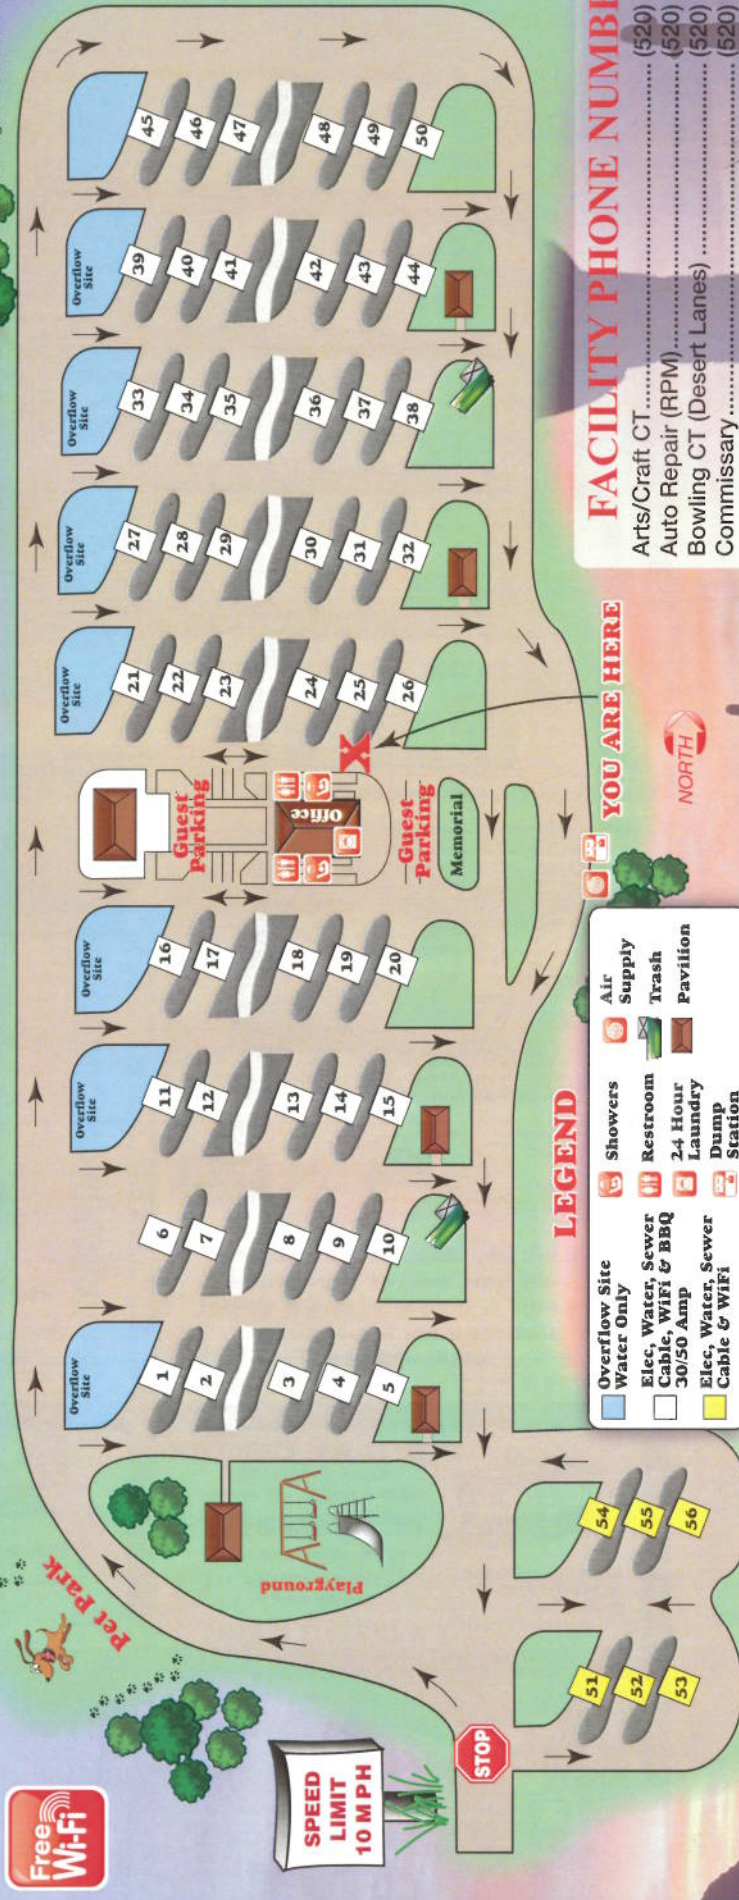 Free
Wi-Fi
SPEED
LIMIT
10 MPH
STOP
Pet Park
Playground
Overflow
Site
1
2
3
4
5
6
7
8
9
10
Overflow
Site
11
12
13
14
15
Overflow
Site
16
17
18
19
20
Guest
Parking
Office
Guest
Parking
Memorial
X
YOU ARE HERE
NORTH
Overflow
Site
21
22
23
24
25
26
Overflow
Site
27
28
29
30
31
32
Overflow
Site
33
34
35
36
37
38
Overflow
Site
39
40
41
42
43
44
45
46
47
48
49
50
51
52
53
54
55
56
LEGEND
Overflow Site
Water Only
Elec, Water, Sewer
Cable, WiFi & BBQ
30/50 Amp
Elec, Water, Sewer
Cable & WiFi
Showers
Restroom
24 Hour
Laundry
Dump
Station
Air
Supply
Trash
Pavilion
FACILITY PHONE NUMBE
Arts/Craft CT (520)
Auto Repair (RPM) (520)
Bowling CT (Desert Lanes) (520)
Commissary (520)